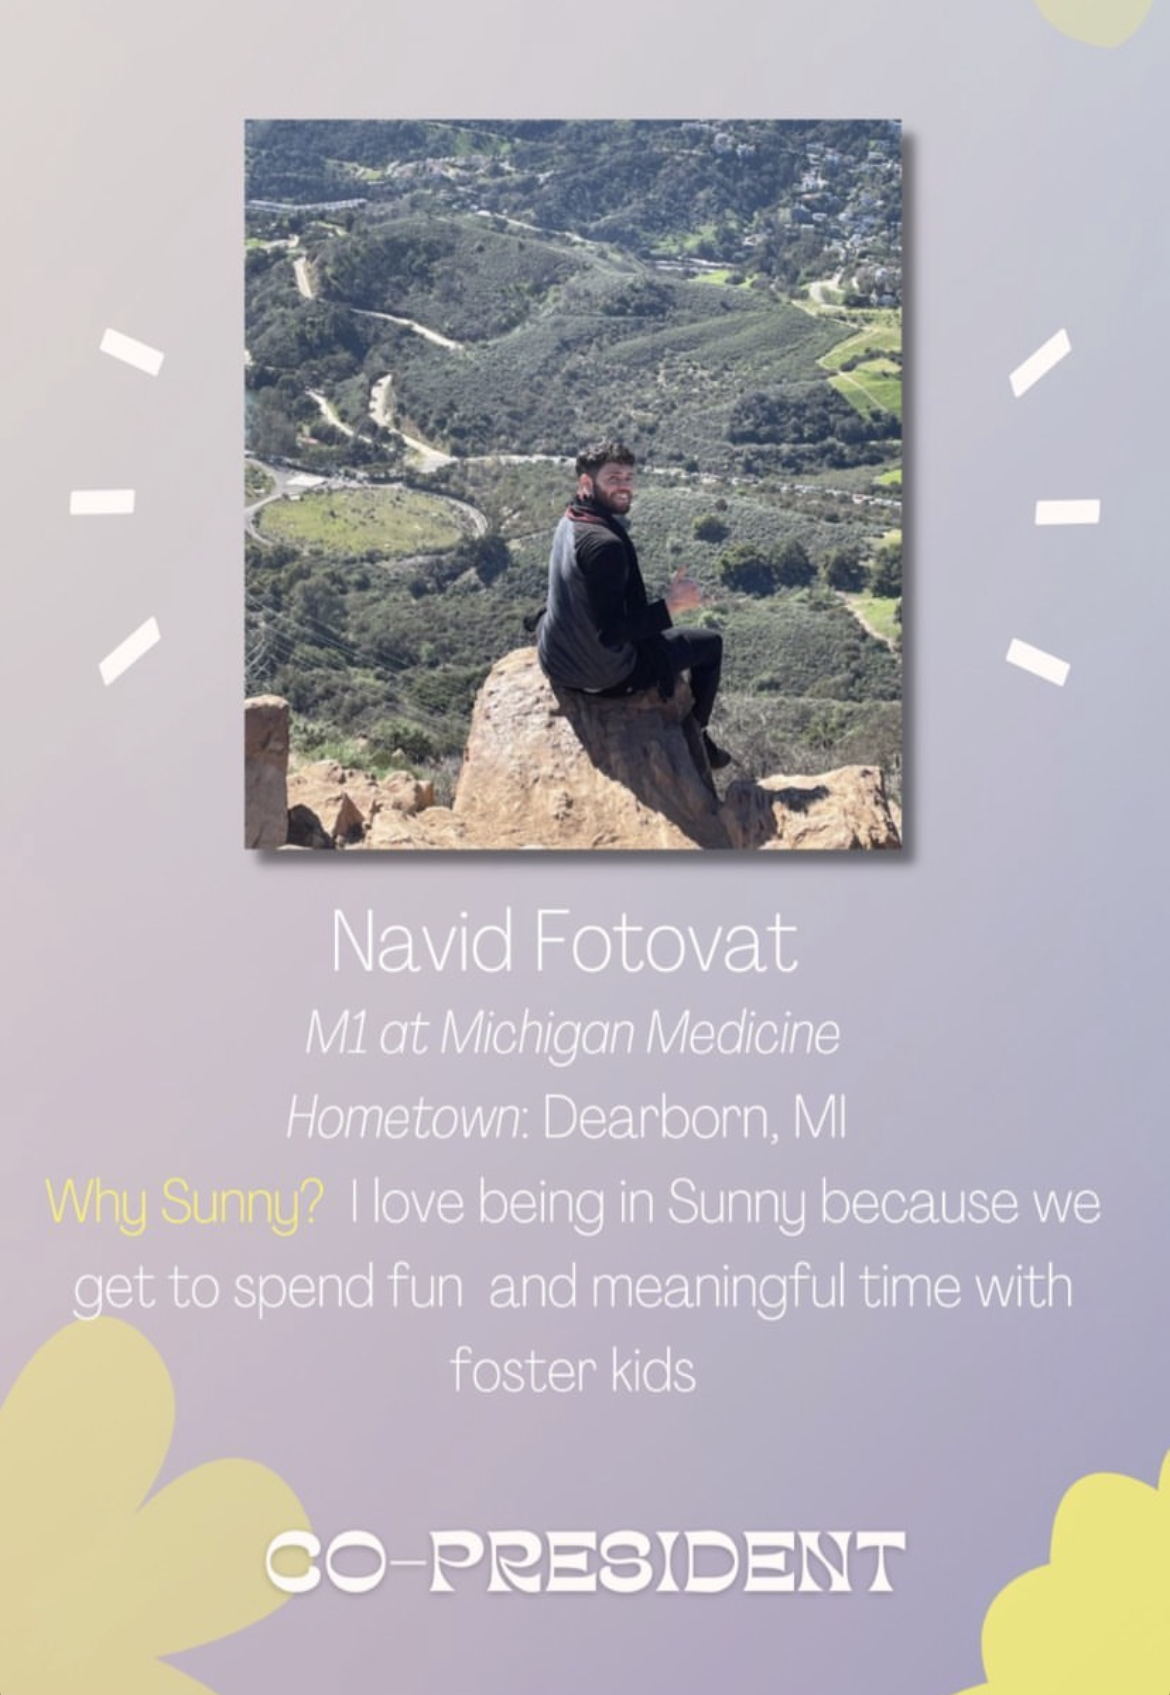 Navid Fotovat
M1 at Michigan Medicine
Hometown: Dearborn, MI
Why Sunny?  I love being in Sunny because we
get to spend fun  and meaningful time with
foster kids
CO-PRESIDENT